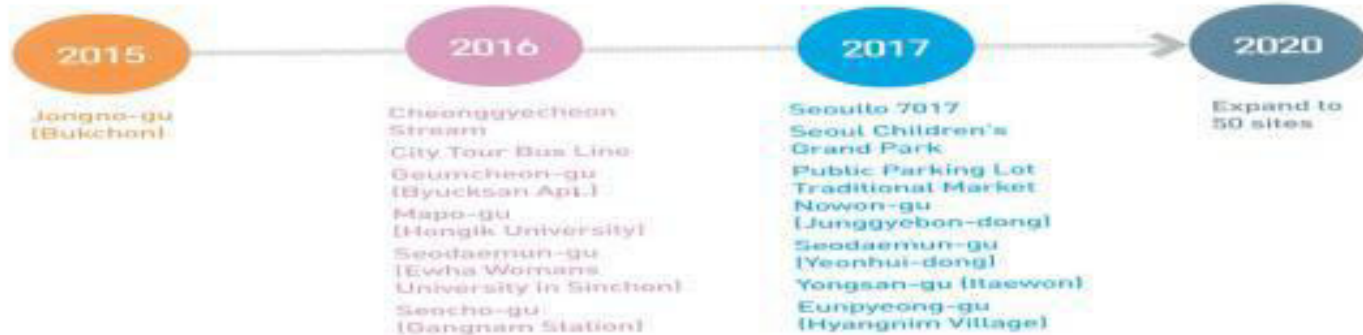 2015
Jongno-gu
(Bukchon)
2016
Cheonggyecheon
Stream
City Tour Bus Line
Geumcheon-gu
(Byucksan Apt.)
Mapo-gu
(Hongik University)
Seodaemun-gu
(Ewha Womans
University in Sinchon)
Seocho-gu
(Gangnam Station)
2017
Seoullo 7017
Seoul Children's
Grand Park
Public Parking Lot
Traditional Market
Nowon-gu
(Junggyebon-dong)
Seodaemun-gu
(Yeonhui-dong)
Yongsan-gu (Itaewon)
Eunpyeong-gu
(Hyangnim Village)
2020
Expand to
50 sites